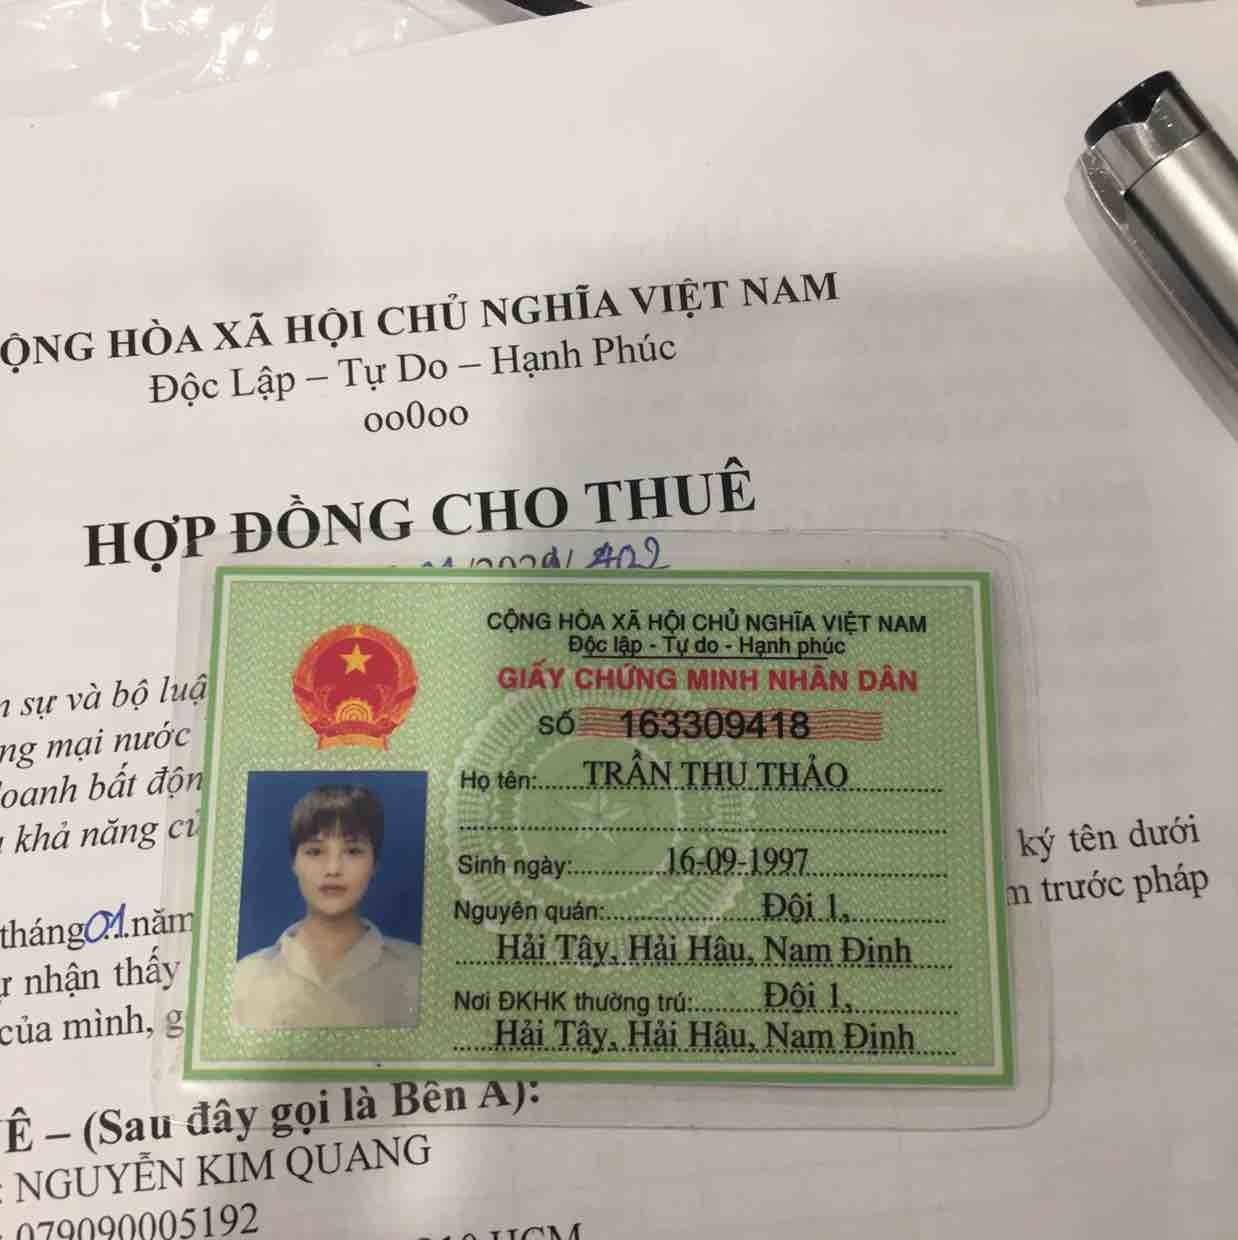 ỘNG HÒA XÃ HỘI CHỦ NGHĨA VIỆT NAM
Độc Lập – Tự Do – Hạnh Phúc
oo0oo
HỢP ĐỒNG CHO THUÊ
402
CỘNG HÒA XÃ HỘI CHỦ NGHĨA VIỆT NAM
Độc lập - Tự do - Hạnh phúc
GIẤY CHỨNG MINH NHÂN DÂN
SỐ 163309418
Họ tên: TRẦN THU THẢO
Sinh ngày: 16-09-1997
Nguyên quán: Đội 1,
Hải Tây, Hải Hậu, Nam Định
Nơi ĐKHK thường trú: Đội 1,
Hải Tây, Hải Hậu, Nam Định
sự và bộ luậ
ng mại nước
oanh bất độn
khả năng củ
ký tên dưới
m trước pháp
tháng 01 năm
nhận thấy
của mình, g
Ê – (Sau đây gọi là Bên A):
: NGUYỄN KIM QUANG
: 079090005192
HCM